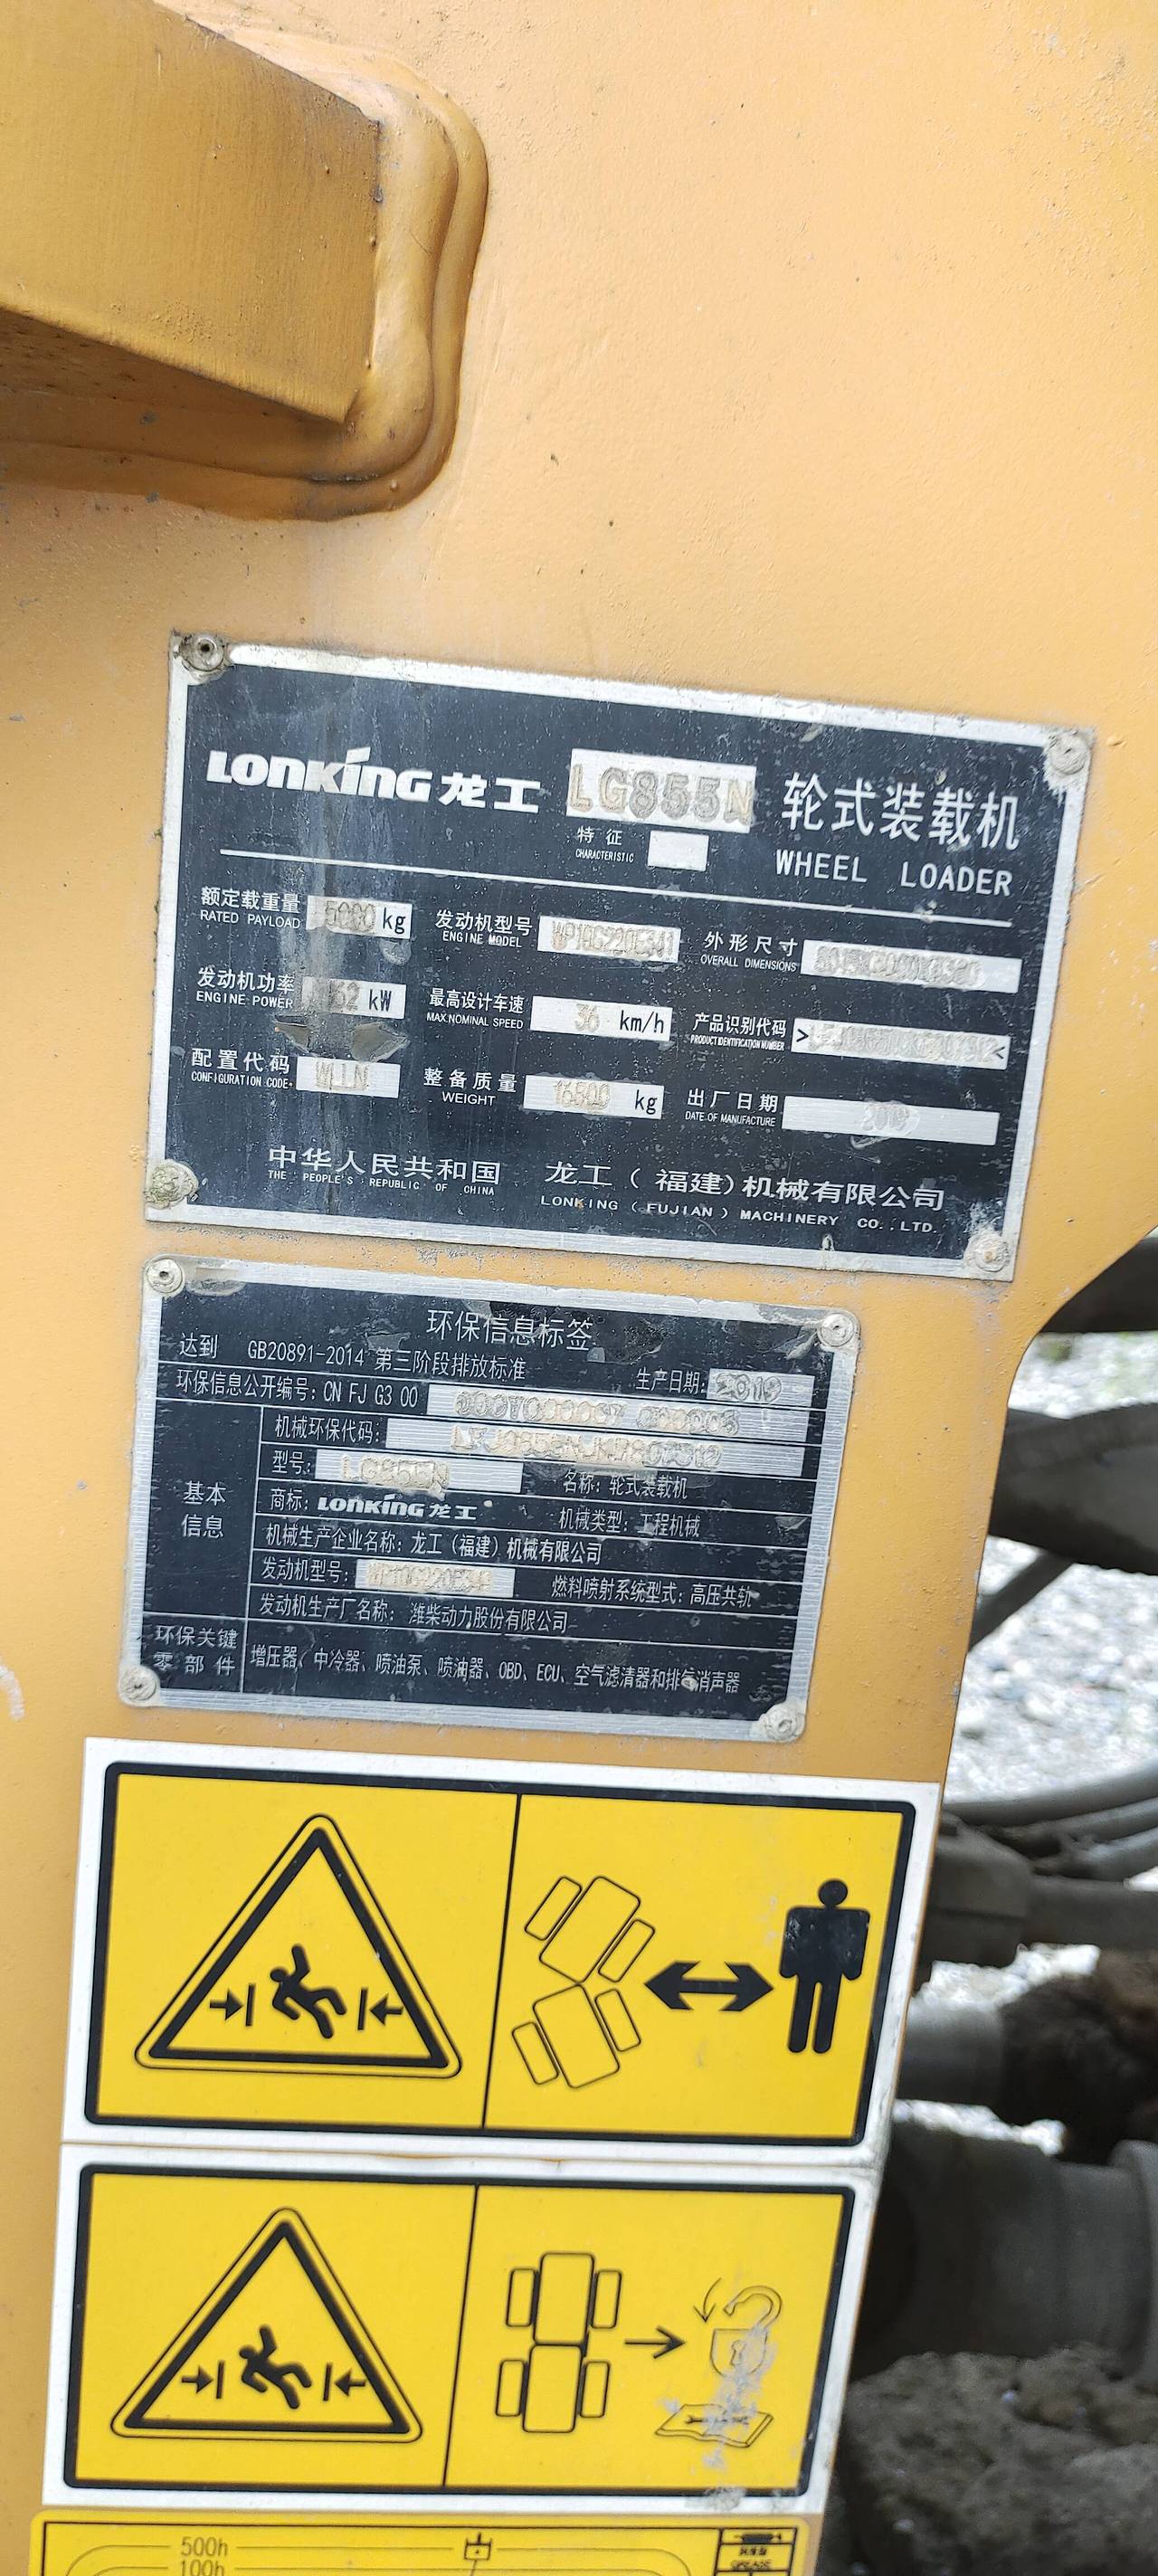 LONKING 龙工 LG855N 轮式装载机
特征
CHARACTERISTIC
WHEEL LOADER
额定载重量 5000 kg 发动机型号 外形尺寸
RATED PAYLOAD ENGINE MODEL OVERALL DIMENSIONS
发动机功率 162 kW 最高设计车速 36 km/h 产品识别代码 > <
ENGINE POWER MAX.NOMINAL SPEED PRODUCT IDENTIFICATION NUMBER
配置代码 WLLN 整备质量 16500 kg 出厂日期 2019
CONFIGURATION CODE WEIGHT DATE OF MANUFACTURE
中华人民共和国 龙工(福建)机械有限公司
THE PEOPLE'S REPUBLIC OF CHINA LONKING (FUJIAN) MACHINERY CO.,LTD.
环保信息标签
达到 GB20891-2014 第三阶段排放标准 生产日期: 2019
环保信息公开编号: CN FJ G3 00
机械环保代码:
型号: LG855N 名称: 轮式装载机
基本信息
商标: LONKING 龙工 机械类型: 工程机械
机械生产企业名称: 龙工(福建)机械有限公司
发动机型号: 燃料喷射系统型式: 高压共轨
发动机生产厂名称: 潍柴动力股份有限公司
环保关键零部件 增压器、中冷器、喷油泵、喷油器、OBD、ECU、空气滤清器和排气消声器
500h
100h
GREASE